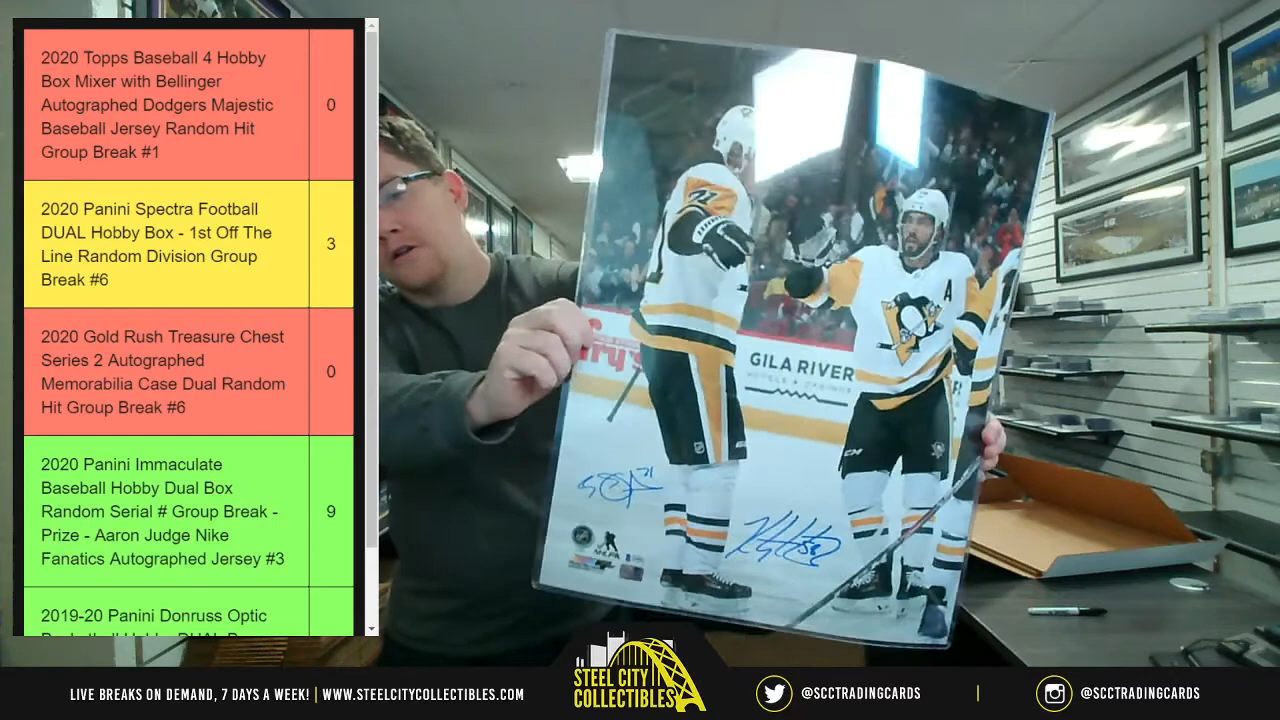 2020 Topps Baseball 4 Hobby
Box Mixer with Bellinger
Autographed Dodgers Majestic
Baseball Jersey Random Hit
Group Break #1
0
2020 Panini Spectra Football
DUAL Hobby Box - 1st Off The
Line Random Division Group
Break #6
3
2020 Gold Rush Treasure Chest
Series 2 Autographed
Memorabilia Case Dual Random
Hit Group Break #6
0
2020 Panini Immaculate
Baseball Hobby Dual Box
Random Serial # Group Break -
Prize - Aaron Judge Nike
Fanatics Autographed Jersey #3
9
2019-20 Panini Donruss Optic
71
A
GILA RIVER
HOTELS & CASINOS
CCM
71
58
NHLPA
LIVE BREAKS ON DEMAND, 7 DAYS A WEEK! | WWW.STEELCITYCOLLECTIBLES.COM
STEEL CITY
COLLECTIBLES
@SCCTRADINGCARDS
@SCCTRADINGCARDS